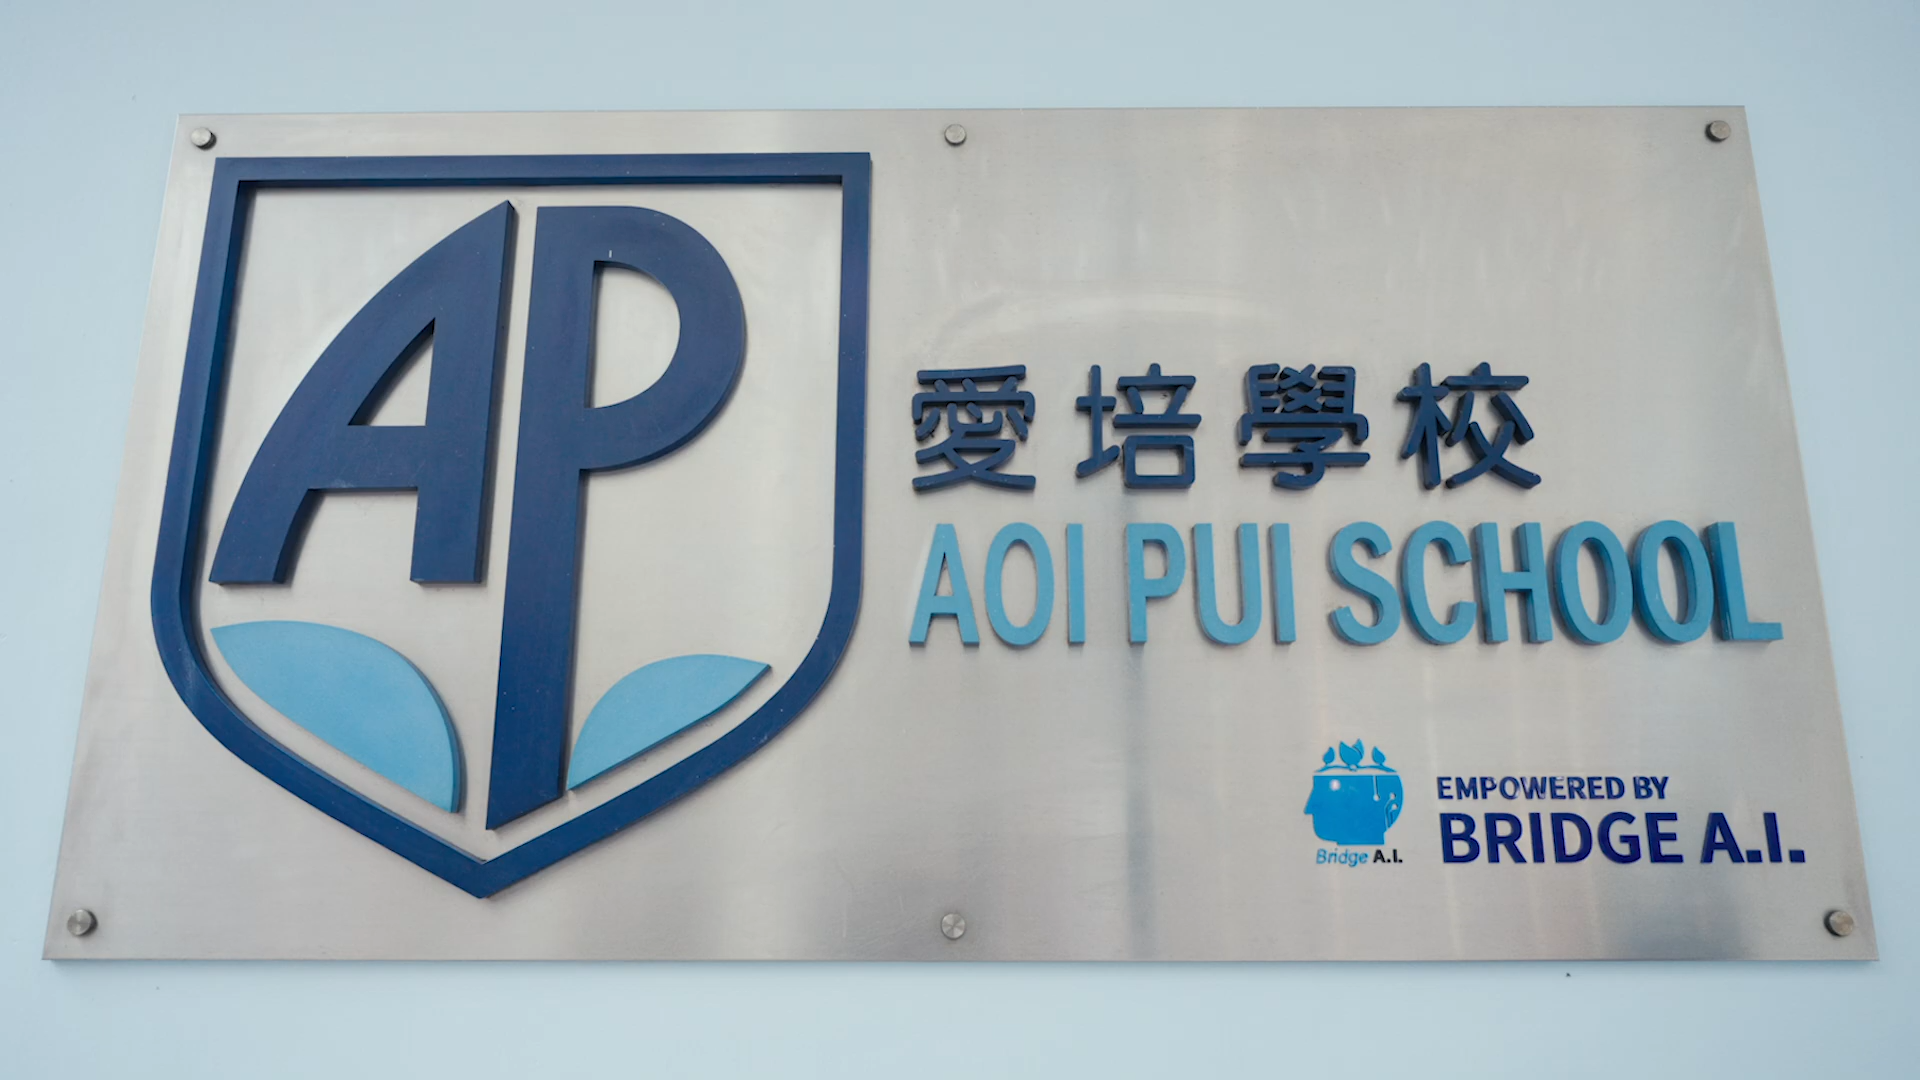 AP
愛培學校
AOI PUI SCHOOL
Bridge A.I.
EMPOWERED BY
BRIDGE A.I.